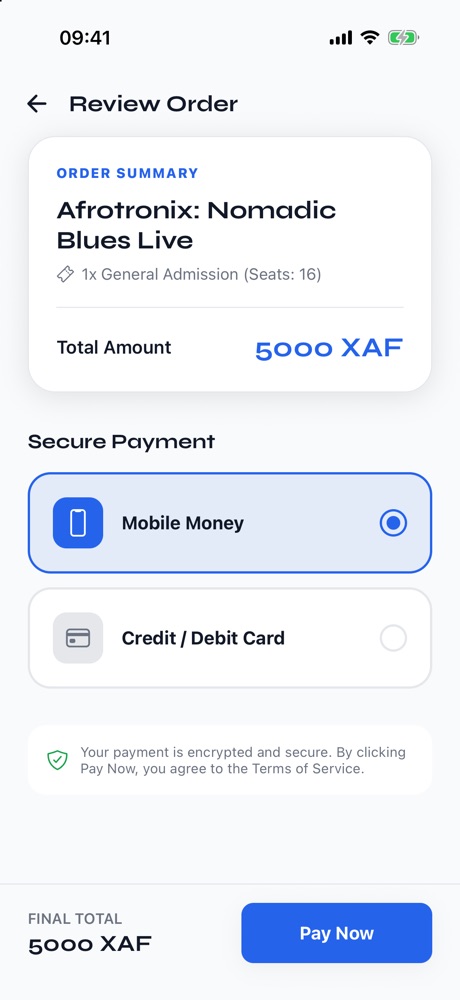 09:41
Review Order
ORDER SUMMARY
Afrotronix: Nomadic
Blues Live
1x General Admission (Seats: 16)
Total Amount
5000 XAF
Secure Payment
Mobile Money
Credit / Debit Card
Your payment is encrypted and secure. By clicking
Pay Now, you agree to the Terms of Service.
FINAL TOTAL
5000 XAF
Pay Now